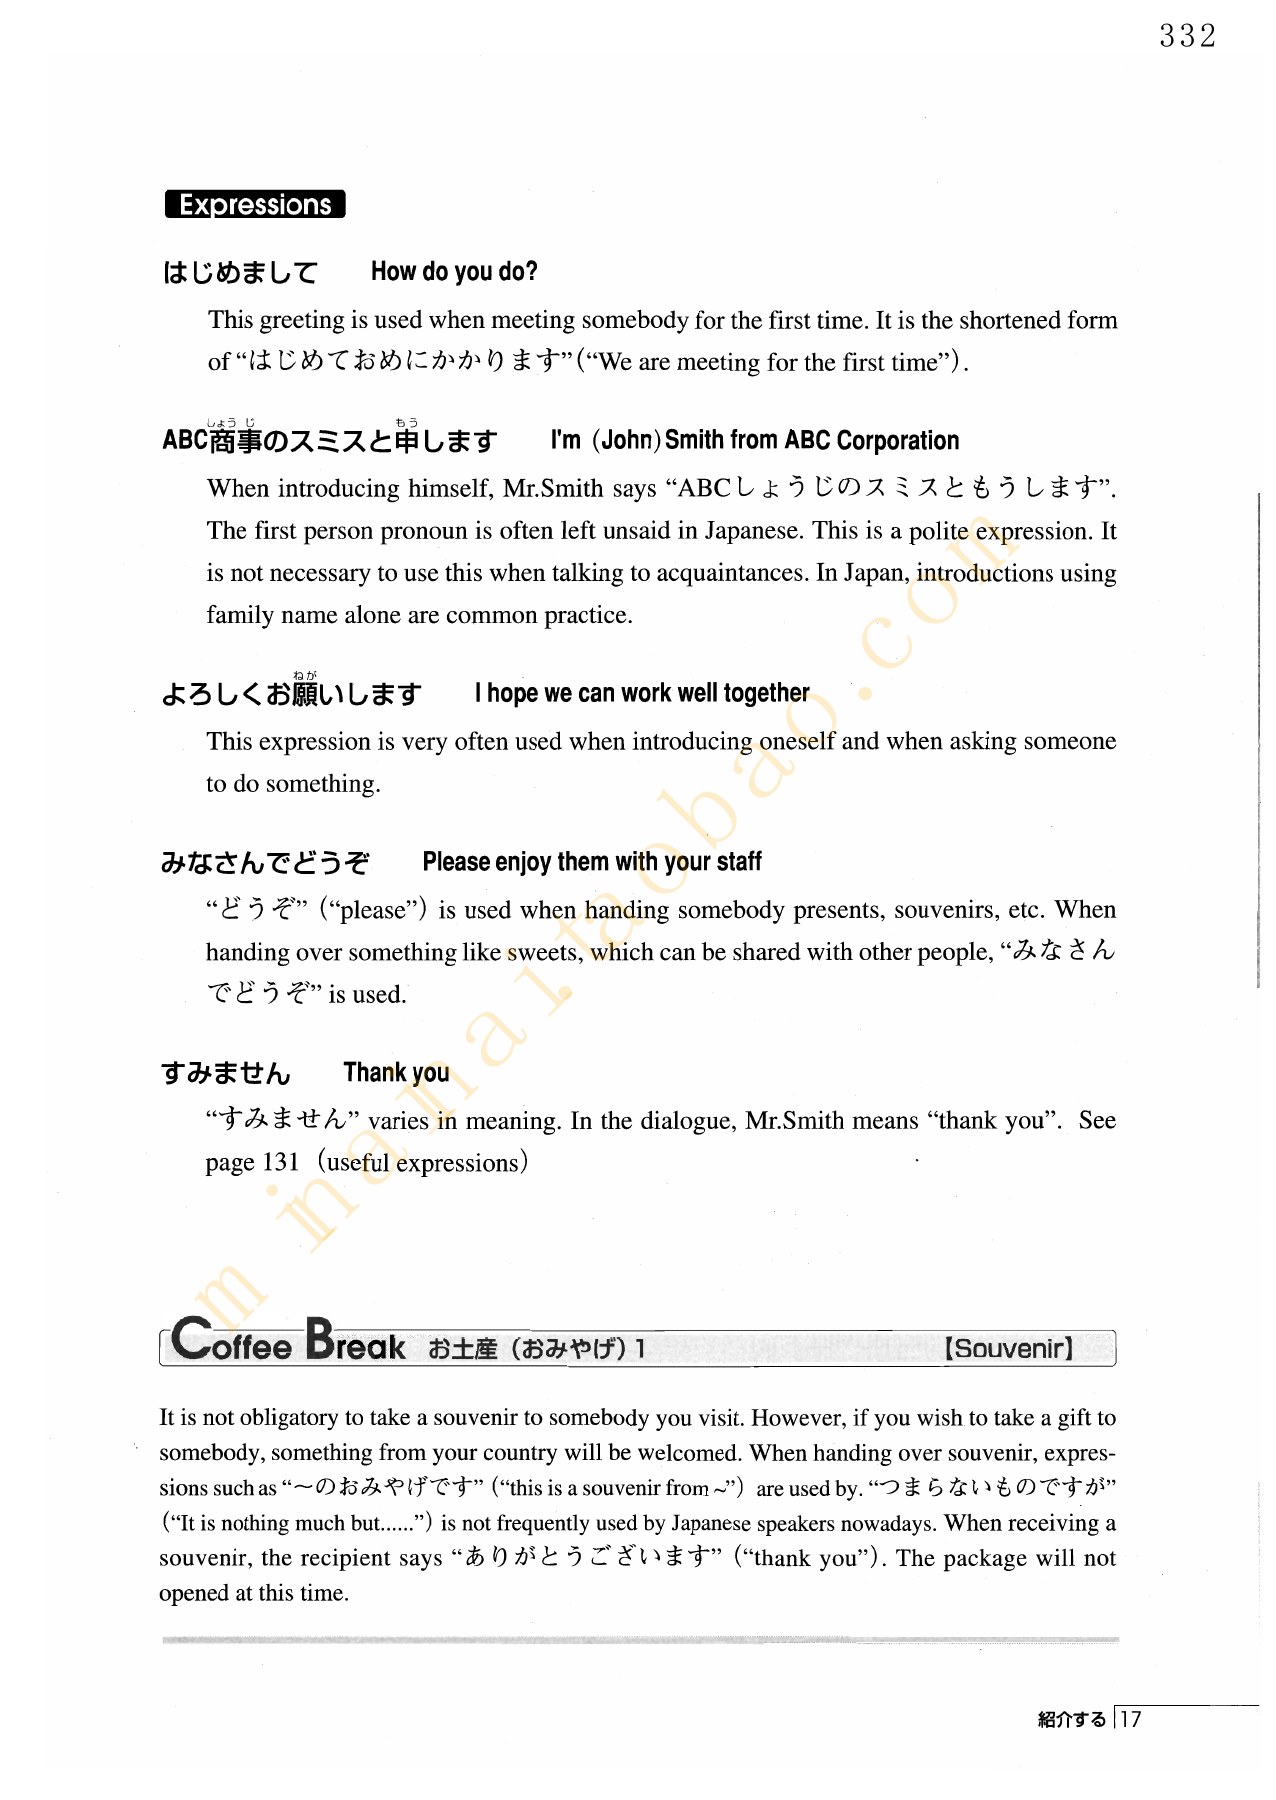 332
Expressions
はじめまして How do you do?
This greeting is used when meeting somebody for the first time. It is the shortened form
of “はじめておめにかかります”(“We are meeting for the first time”).
しょう じ もう
ABC商事のスミスと申します I'm (John) Smith from ABC Corporation
When introducing himself, Mr.Smith says “ABCしょうじのスミスともうします”.
The first person pronoun is often left unsaid in Japanese. This is a polite expression. It
is not necessary to use this when talking to acquaintances. In Japan, introductions using
family name alone are common practice.
ねが
よろしくお願いします I hope we can work well together
This expression is very often used when introducing oneself and when asking someone
to do something.
みなさんでどうぞ Please enjoy them with your staff
“どうぞ” (“please”) is used when handing somebody presents, souvenirs, etc. When
handing over something like sweets, which can be shared with other people, “みなさん
でどうぞ” is used.
すみません Thank you
“すみません” varies in meaning. In the dialogue, Mr.Smith means “thank you”. See
page 131 (useful expressions)
minnanai.taobao.com
Coffee Break お土産（おみやげ）1 【Souvenir】
It is not obligatory to take a souvenir to somebody you visit. However, if you wish to take a gift to
somebody, something from your country will be welcomed. When handing over souvenir, expres-
sions such as “～のおみやげです” (“this is a souvenir from ~”) are used by. “つまらないものですが”
(“It is nothing much but......”) is not frequently used by Japanese speakers nowadays. When receiving a
souvenir, the recipient says “ありがとうございます” (“thank you”). The package will not
opened at this time.
紹介する 17